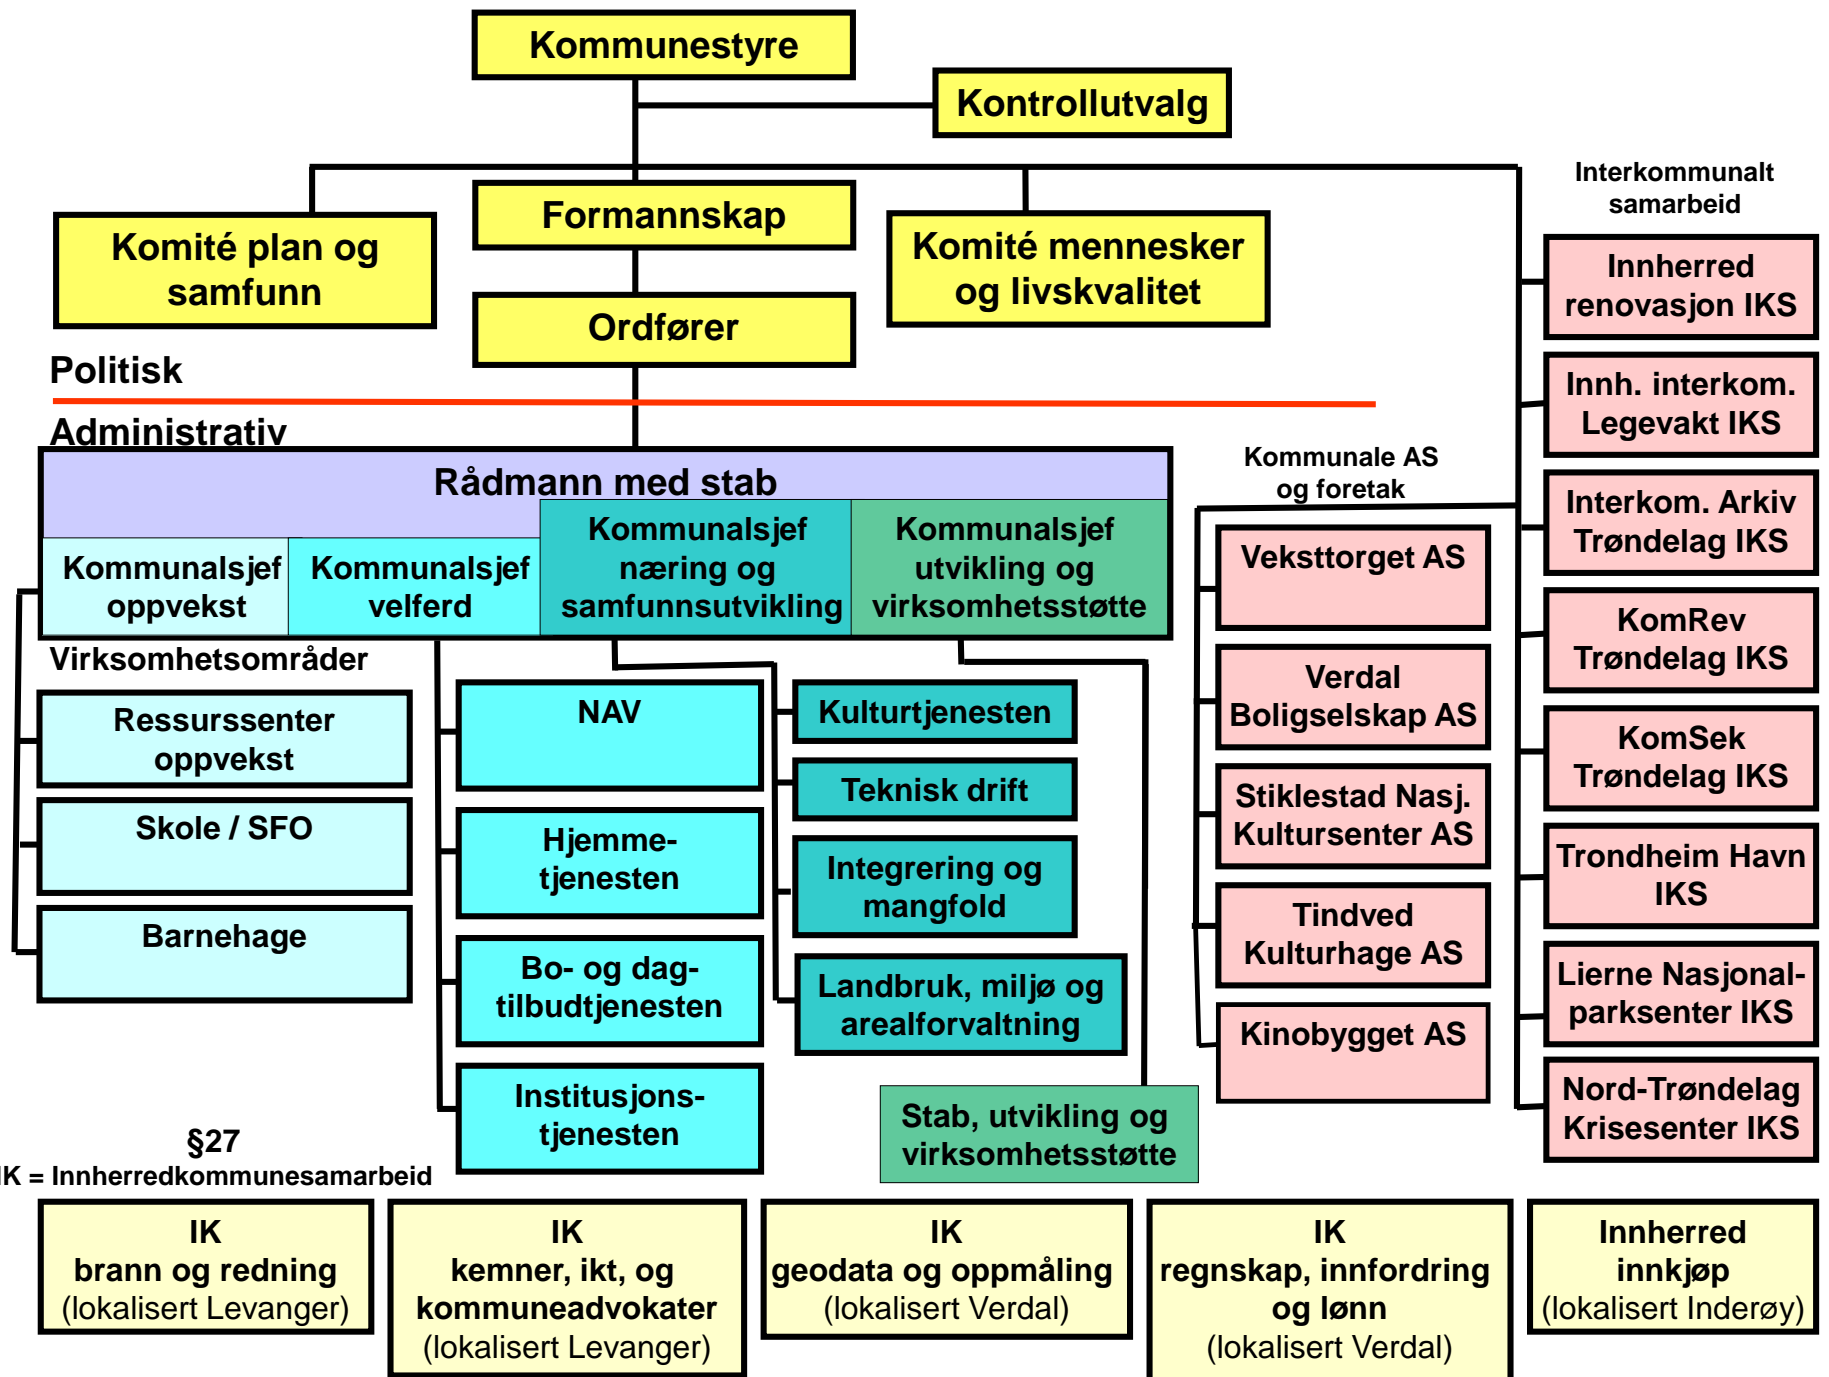 Kommunestyre
Kontrollutvalg
Formannskap
Komité plan og
samfunn
Komité mennesker
og livskvalitet
Ordfører
Politisk
Administrativ
Rådmann med stab
Kommunalsjef
oppvekst
Kommunalsjef
velferd
Kommunalsjef
næring og
samfunnsutvikling
Kommunalsjef
utvikling og
virksomhetsstøtte
Virksomhetsområder
Ressurssenter
oppvekst
Skole / SFO
Barnehage
NAV
Hjemme-
tjenesten
Bo- og dag-
tilbudtjenesten
Institusjons-
tjenesten
Kulturtjenesten
Teknisk drift
Integrering og
mangfold
Landbruk, miljø og
arealforvaltning
Stab, utvikling og
virksomhetsstøtte
Kommunale AS
og foretak
Veksttorget AS
Verdal
Boligselskap AS
Stiklestad Nasj.
Kultursenter AS
Tindved
Kulturhage AS
Kinobygget AS
Interkommunalt
samarbeid
Innherred
renovasjon IKS
Innh. interkom.
Legevakt IKS
Interkom. Arkiv
Trøndelag IKS
KomRev
Trøndelag IKS
KomSek
Trøndelag IKS
Trondheim Havn
IKS
Lierne Nasjonal-
parksenter IKS
Nord-Trøndelag
Krisesenter IKS
§27
IK = Innherredkommunesamarbeid
IK
brann og redning
(lokalisert Levanger)
IK
kemner, ikt, og
kommuneadvokater
(lokalisert Levanger)
IK
geodata og oppmåling
(lokalisert Verdal)
IK
regnskap, innfordring
og lønn
(lokalisert Verdal)
Innherred
innkjøp
(lokalisert Inderøy)